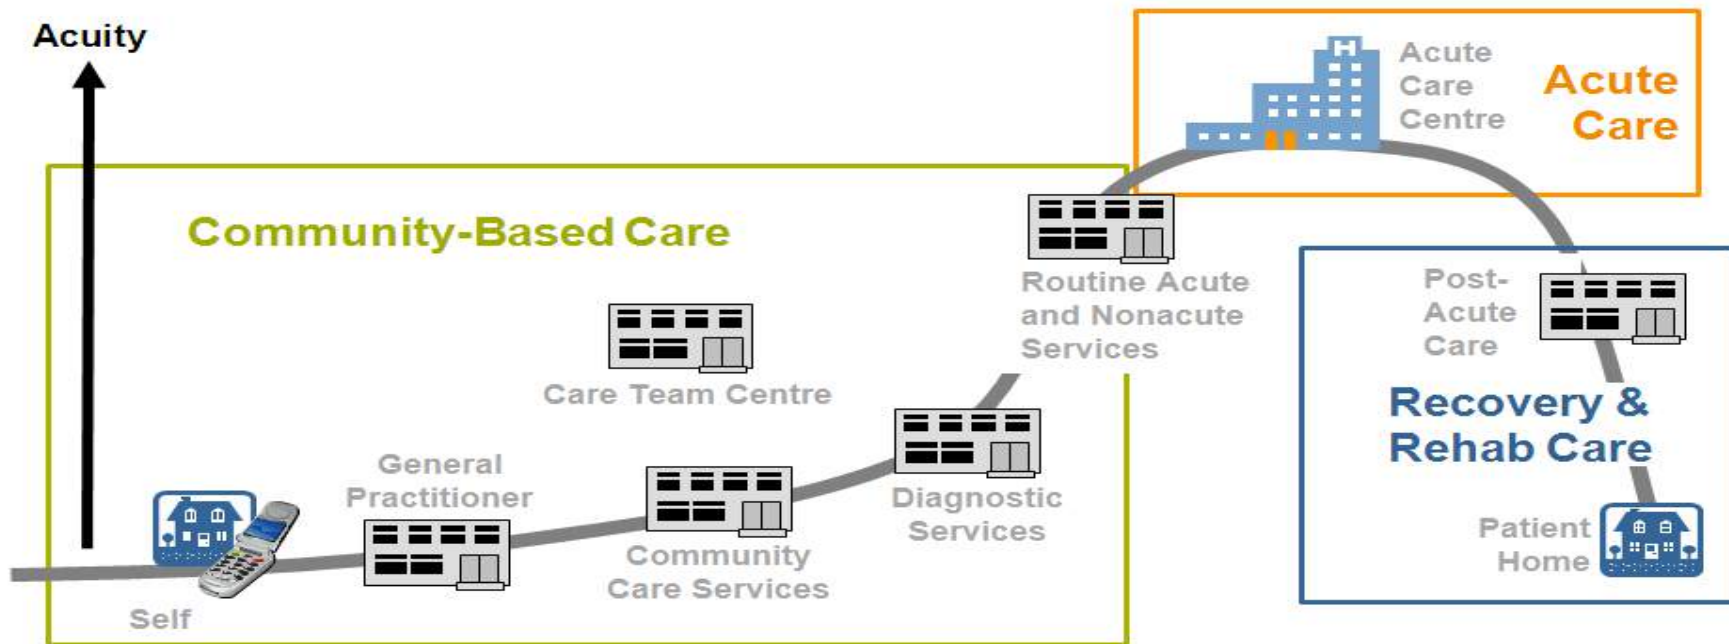 Acuity
Community-Based Care
Self
General
Practitioner
Community
Care Services
Care Team Centre
Diagnostic
Services
Routine Acute
and Nonacute
Services
H
Acute
Care
Centre
Acute
Care
Post-
Acute
Care
Recovery &
Rehab Care
Patient
Home